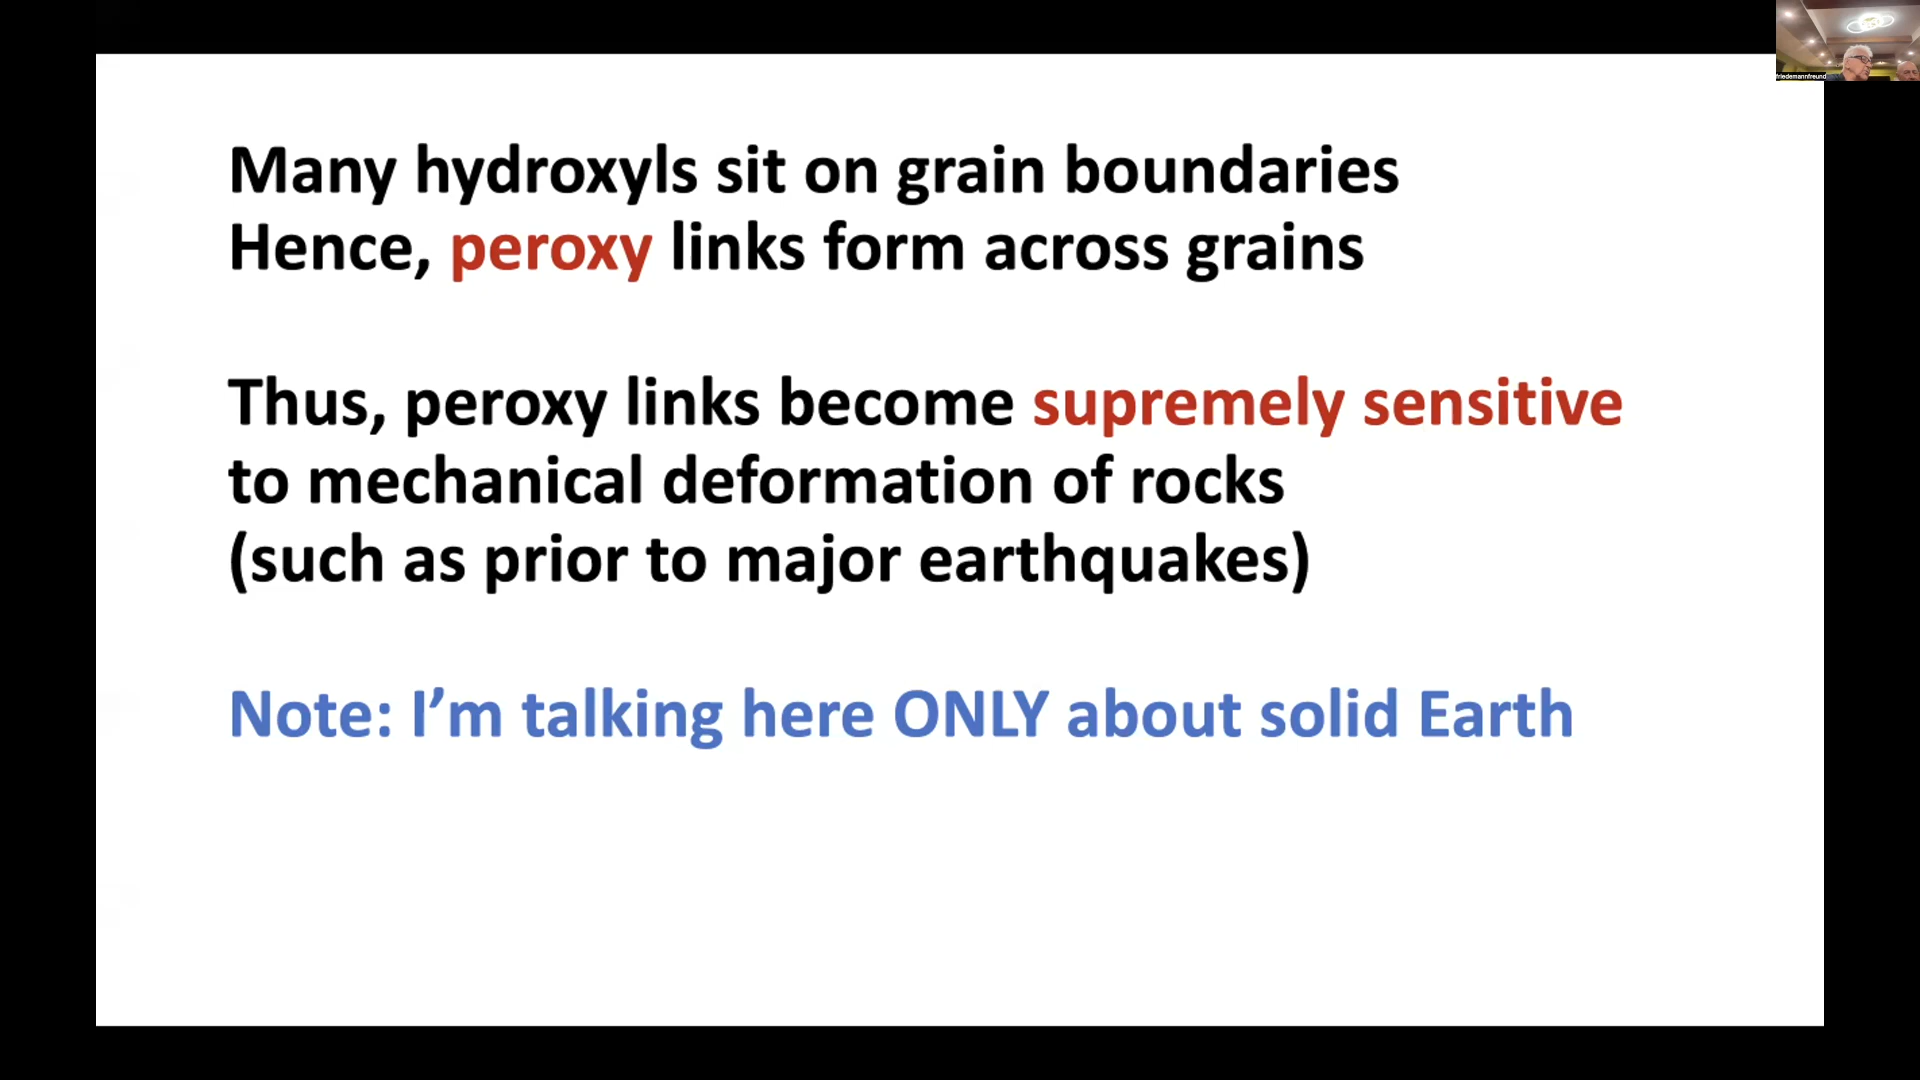 friedemannfreund
Many hydroxyls sit on grain boundaries
Hence, peroxy links form across grains
Thus, peroxy links become supremely sensitive
to mechanical deformation of rocks
(such as prior to major earthquakes)
Note: I’m talking here ONLY about solid Earth